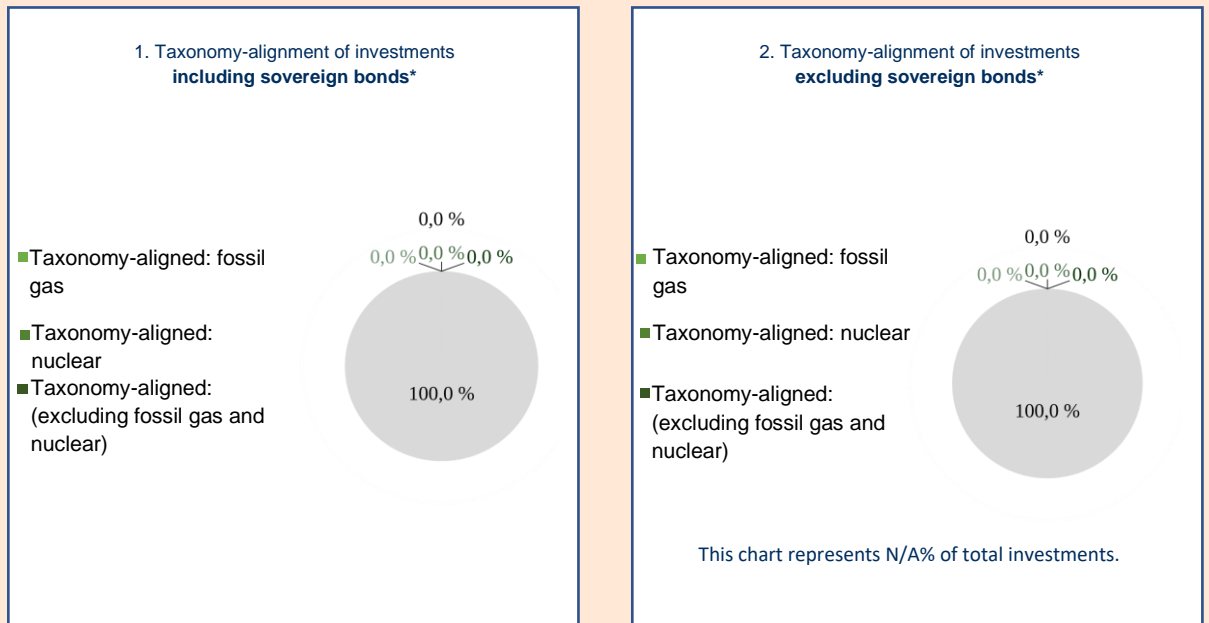 1. Taxonomy-alignment of investments
including sovereign bonds*
0,0 %
0,0 % 0,0 % 0,0 %
Taxonomy-aligned: fossil
gas
Taxonomy-aligned:
nuclear
Taxonomy-aligned:
(excluding fossil gas and
nuclear)
100,0 %
2. Taxonomy-alignment of investments
excluding sovereign bonds*
0,0 %
0,0 % 0,0 % 0,0 %
Taxonomy-aligned: fossil
gas
Taxonomy-aligned: nuclear
Taxonomy-aligned:
(excluding fossil gas and
nuclear)
100,0 %
This chart represents N/A% of total investments.